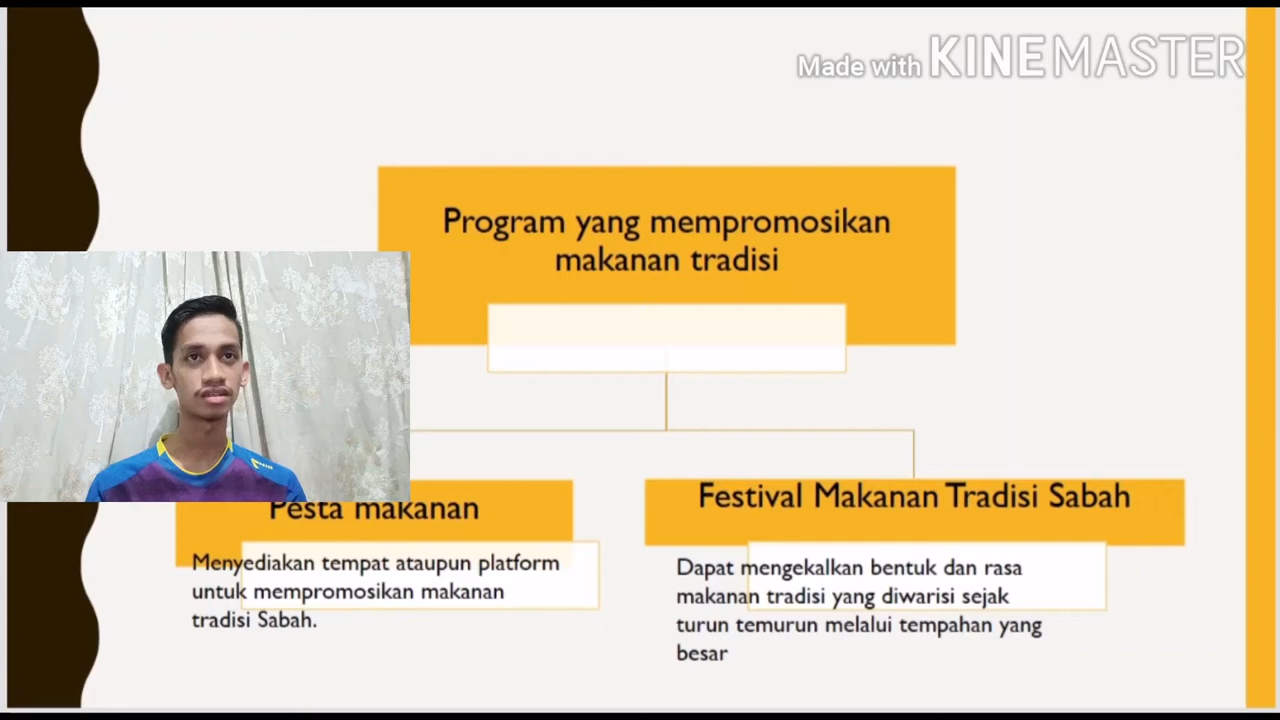 Made with KINEMASTER
Program yang mempromosikan
makanan tradisi
Pesta makanan
Menyediakan tempat ataupun platform
untuk mempromosikan makanan
tradisi Sabah.
Festival Makanan Tradisi Sabah
Dapat mengekalkan bentuk dan rasa
makanan tradisi yang diwarisi sejak
turun temurun melalui tempahan yang
besar